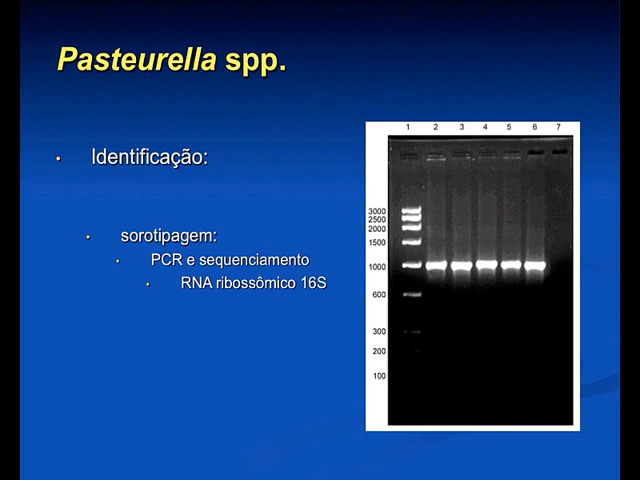 Pasteurella spp.
• Identificação:
• sorotipagem:
• PCR e sequenciamento
• RNA ribossômico 16S
1 2 3 4 5 6 7
3000
2500
2000
1500
1000
600
300
200
100